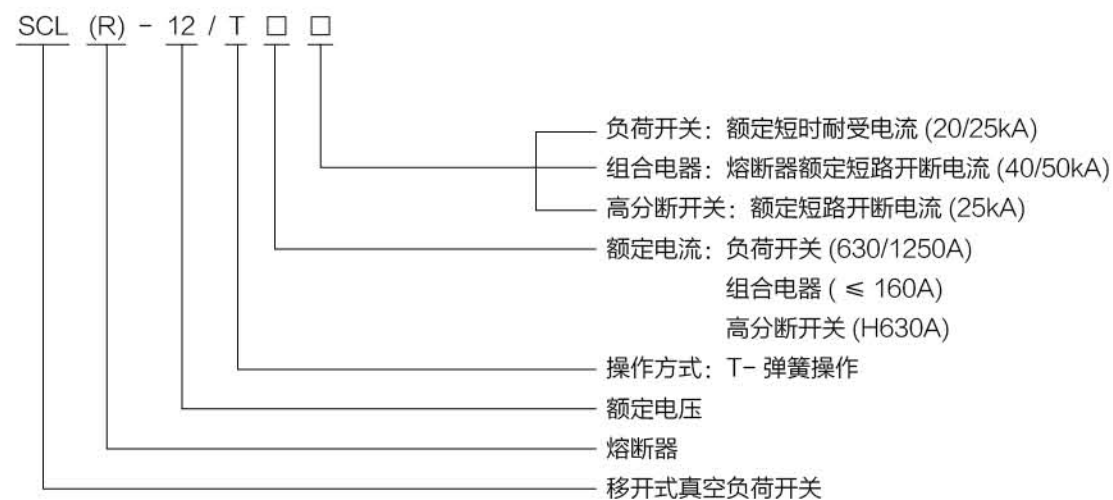 SCL (R) - 12 / T □ □
负荷开关：额定短时耐受电流 (20/25kA)
组合电器：熔断器额定短路开断电流 (40/50kA)
高分断开关：额定短路开断电流 (25kA)
额定电流：负荷开关 (630/1250A)
组合电器 ( ≤ 160A)
高分断开关 (H630A)
操作方式：T- 弹簧操作
额定电压
熔断器
移开式真空负荷开关